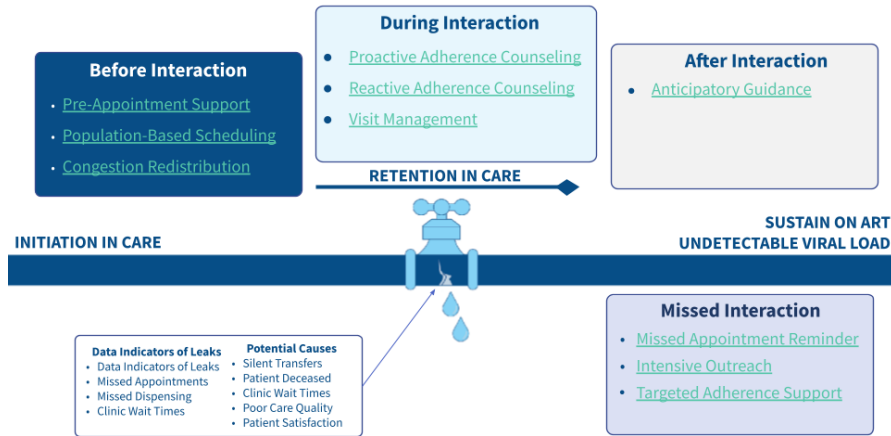 Before Interaction
• Pre-Appointment Support
• Population-Based Scheduling
• Congestion Redistribution
During Interaction
• Proactive Adherence Counseling
• Reactive Adherence Counseling
• Visit Management
After Interaction
• Anticipatory Guidance
RETENTION IN CARE
INITIATION IN CARE
SUSTAIN ON ART
UNDETECTABLE VIRAL LOAD
Data Indicators of Leaks
• Data Indicators of Leaks
• Missed Appointments
• Missed Dispensing
• Clinic Wait Times
Potential Causes
• Silent Transfers
• Patient Deceased
• Clinic Wait Times
• Poor Care Quality
• Patient Satisfaction
Missed Interaction
• Missed Appointment Reminder
• Intensive Outreach
• Targeted Adherence Support